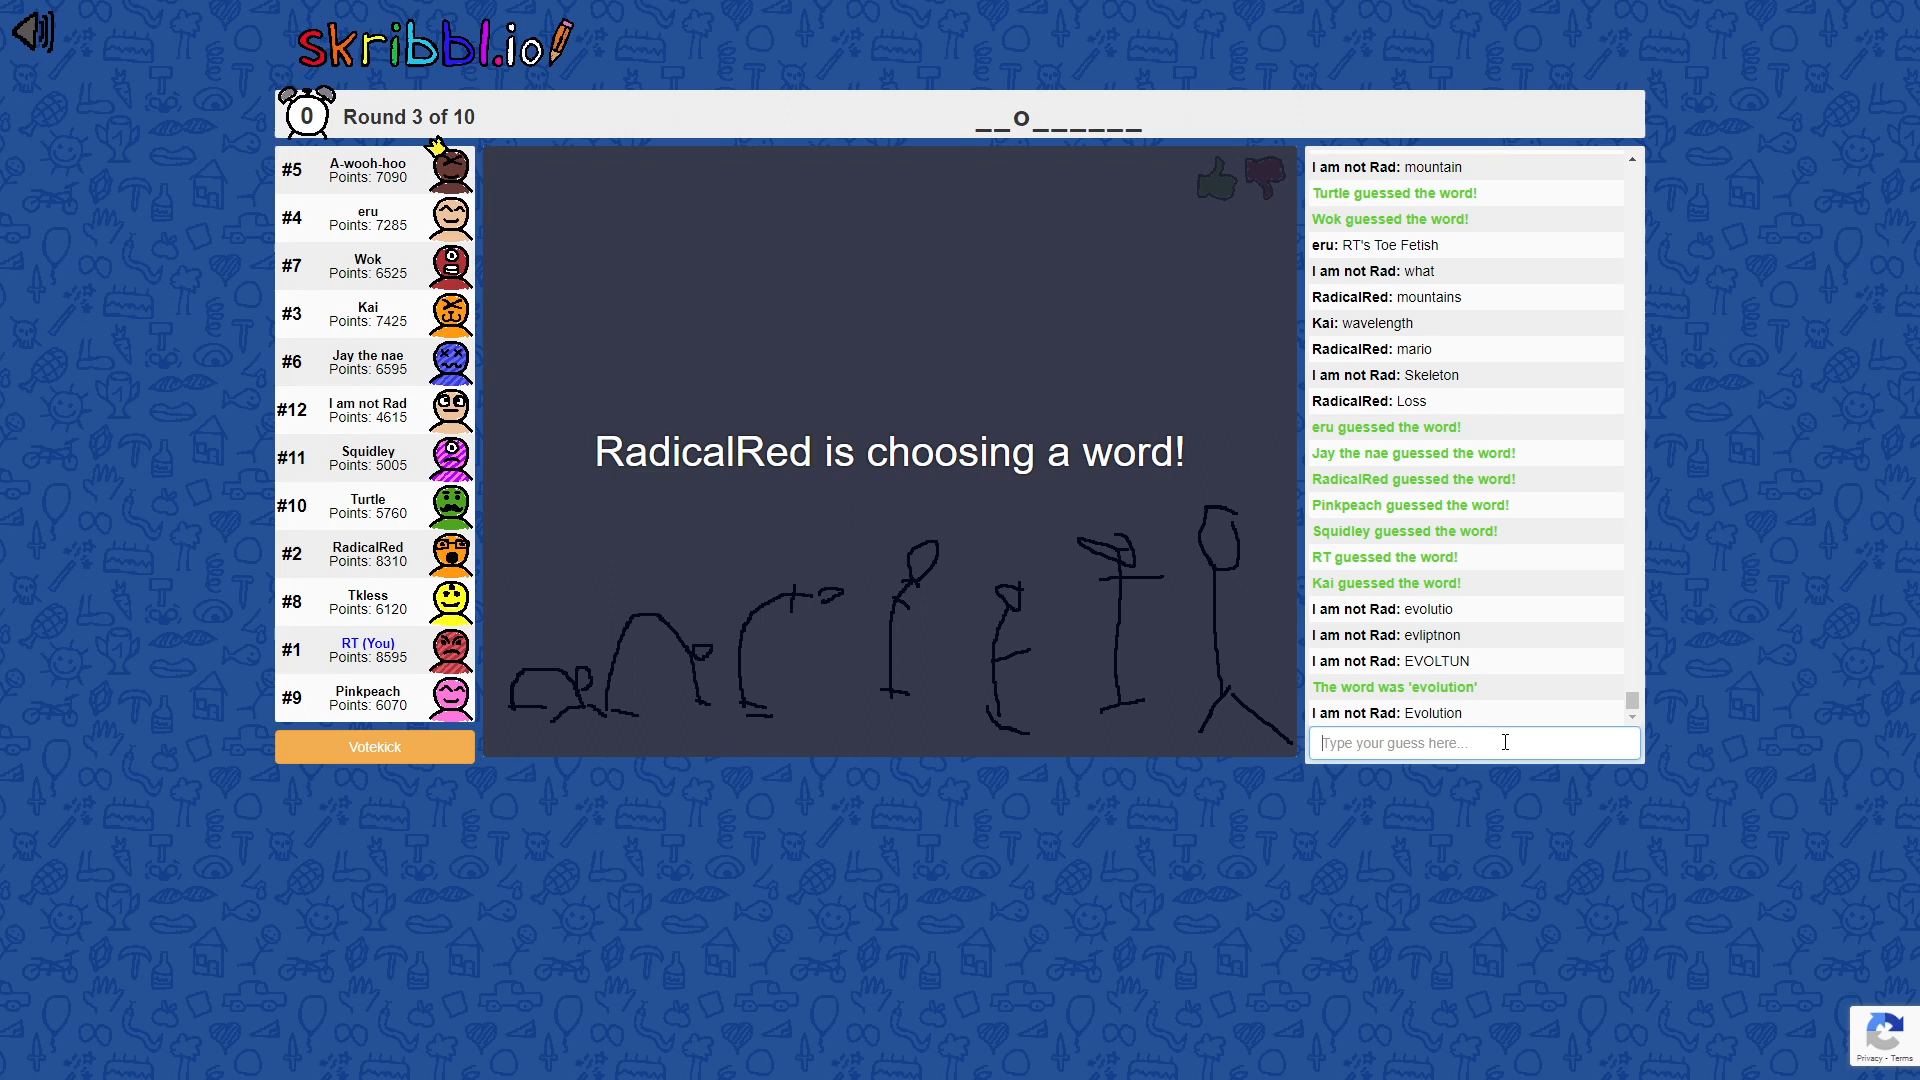 skribbl.io
0
Round 3 of 10
__o______
#5
A-wooh-hoo
Points: 7090
#4
eru
Points: 7285
#7
Wok
Points: 6525
#3
Kai
Points: 7425
#6
Jay the nae
Points: 6595
#12
I am not Rad
Points: 4615
#11
Squidley
Points: 5005
#10
Turtle
Points: 5760
#2
RadicalRed
Points: 8310
#8
Tkless
Points: 6120
#1
RT (You)
Points: 8595
#9
Pinkpeach
Points: 6070
Votekick
RadicalRed is choosing a word!
I am not Rad: mountain
Turtle guessed the word!
Wok guessed the word!
eru: RT's Toe Fetish
I am not Rad: what
RadicalRed: mountains
Kai: wavelength
RadicalRed: mario
I am not Rad: Skeleton
RadicalRed: Loss
eru guessed the word!
Jay the nae guessed the word!
RadicalRed guessed the word!
Pinkpeach guessed the word!
Squidley guessed the word!
RT guessed the word!
Kai guessed the word!
I am not Rad: evolutio
I am not Rad: evliptnon
I am not Rad: EVOLTUN
The word was 'evolution'
I am not Rad: Evolution
Type your guess here...
Privacy - Terms